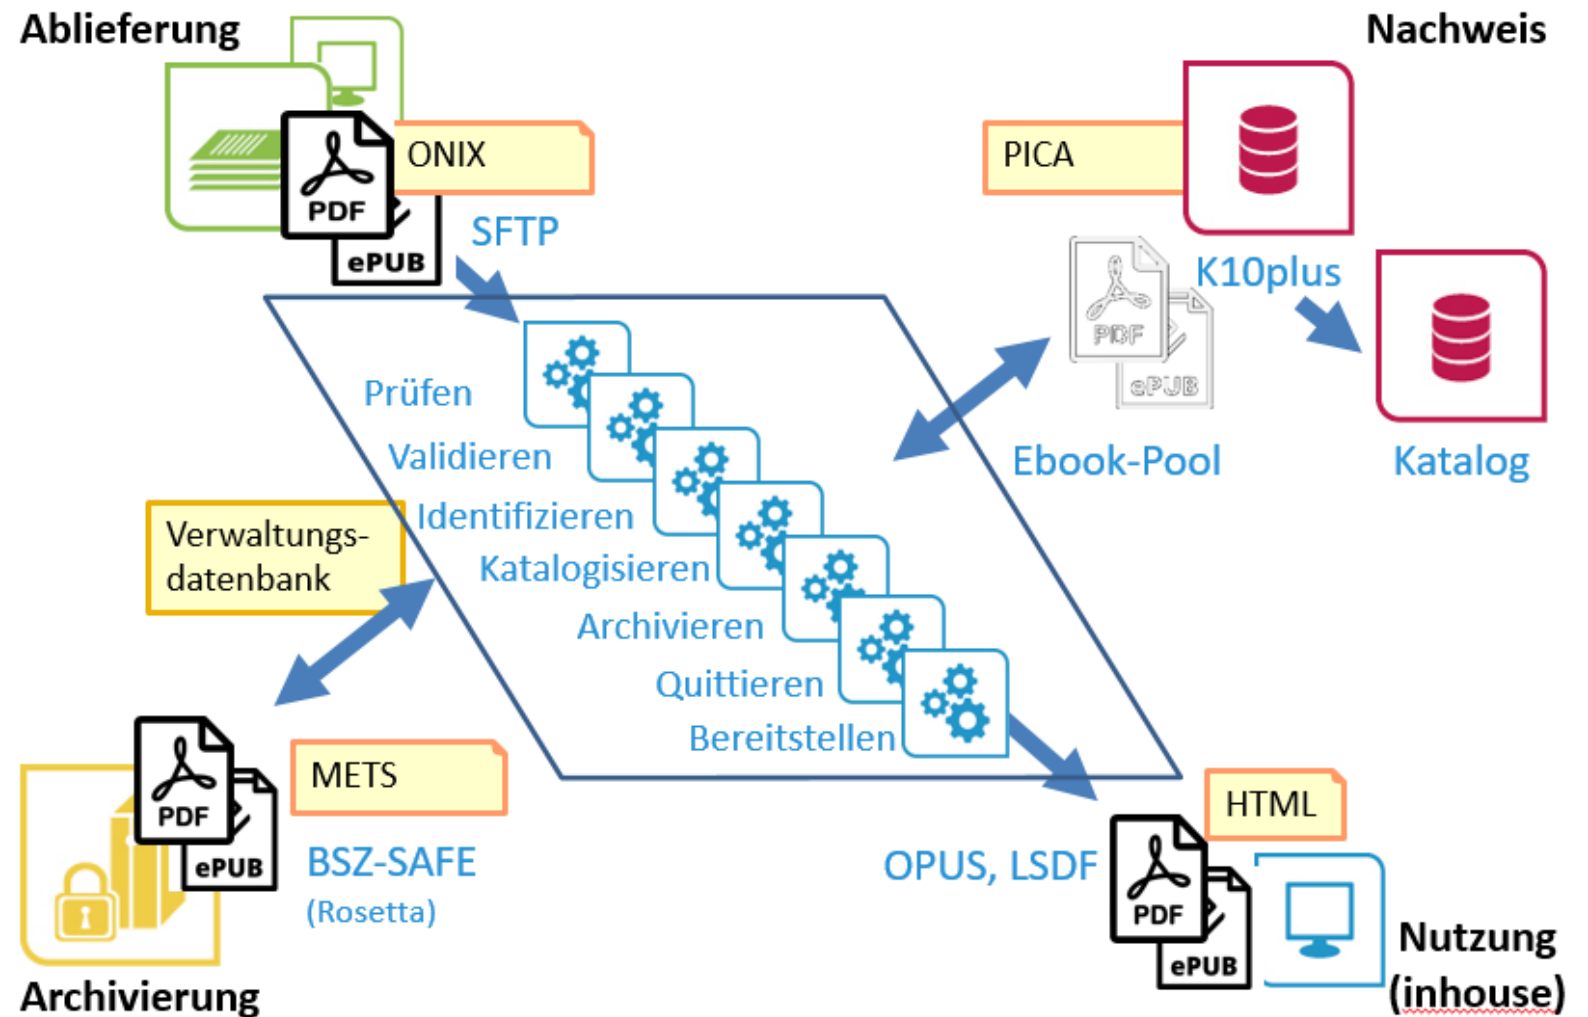 Ablieferung
Nachweis
ONIX
PDF
ePUB
SFTP
PICA
K10plus
PDF
ePUB
Ebook-Pool
Katalog
Prüfen
Validieren
Identifizieren
Katalogisieren
Archivieren
Quittieren
Bereitstellen
Verwaltungs-
datenbank
PDF
ePUB
METS
BSZ-SAFE
(Rosetta)
Archivierung
OPUS, LSDF
HTML
PDF
ePUB
Nutzung
(inhouse)